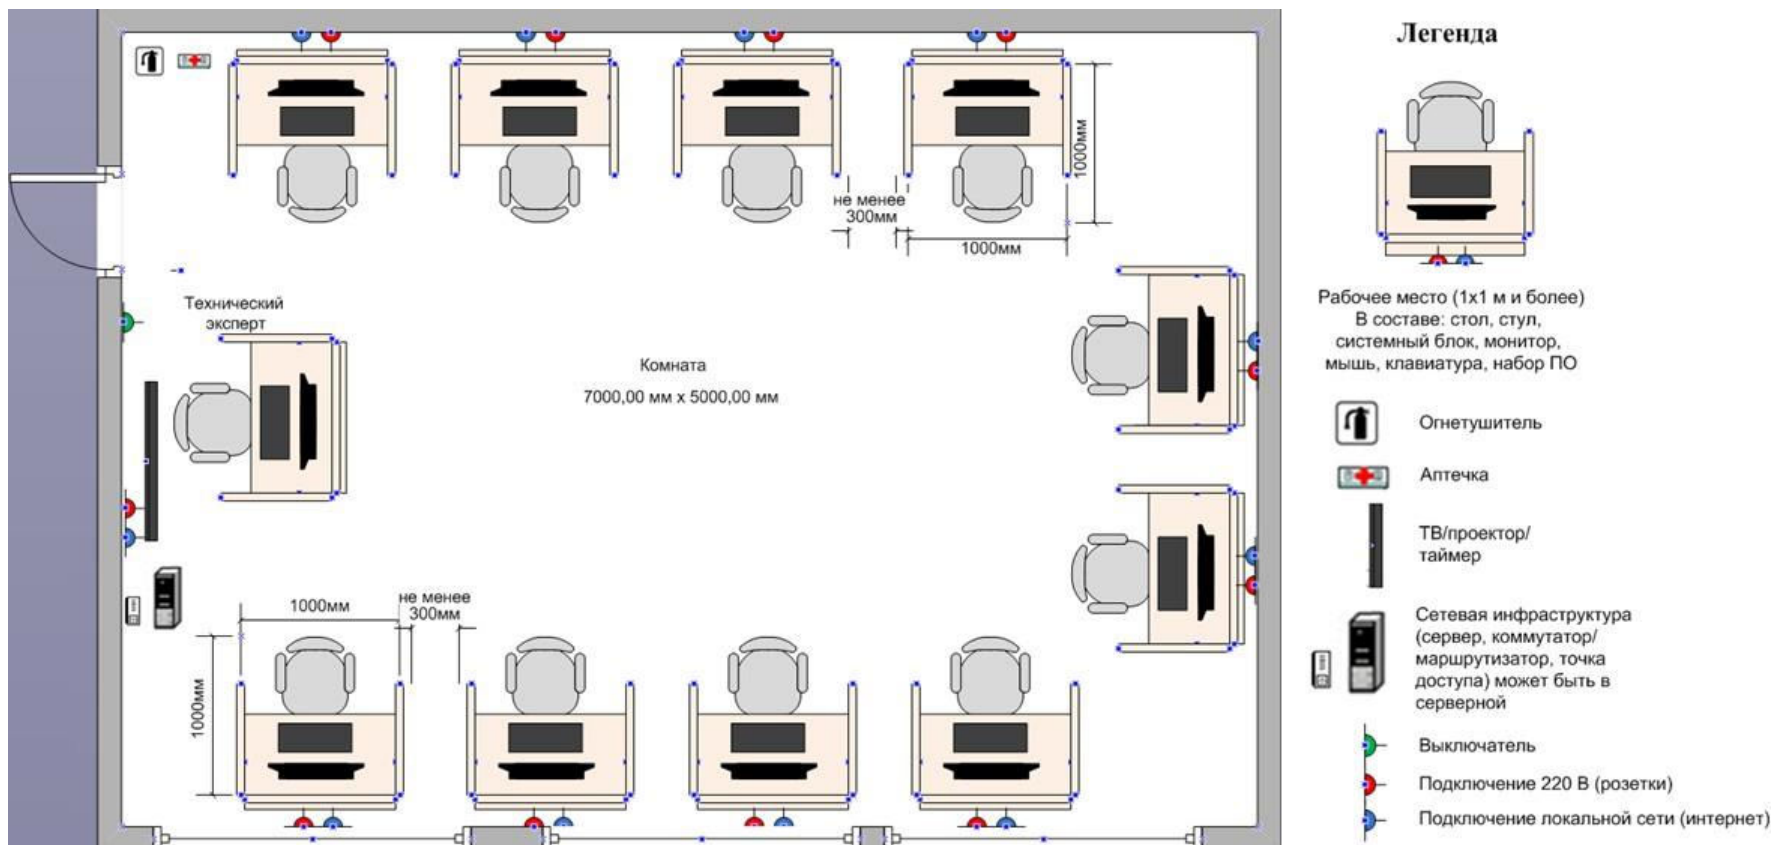 не менее
300мм
1000мм
1000мм
Технический
эксперт
Комната
7000,00 мм x 5000,00 мм
1000мм
не менее
300мм
1000мм
Легенда
Рабочее место (1x1 м и более)
В составе: стол, стул,
системный блок, монитор,
мышь, клавиатура, набор ПО
Огнетушитель
Аптечка
ТВ/проектор/
таймер
Сетевая инфраструктура
(сервер, коммутатор/
маршрутизатор, точка
доступа) может быть в
серверной
Выключатель
Подключение 220 В (розетки)
Подключение локальной сети (интернет)